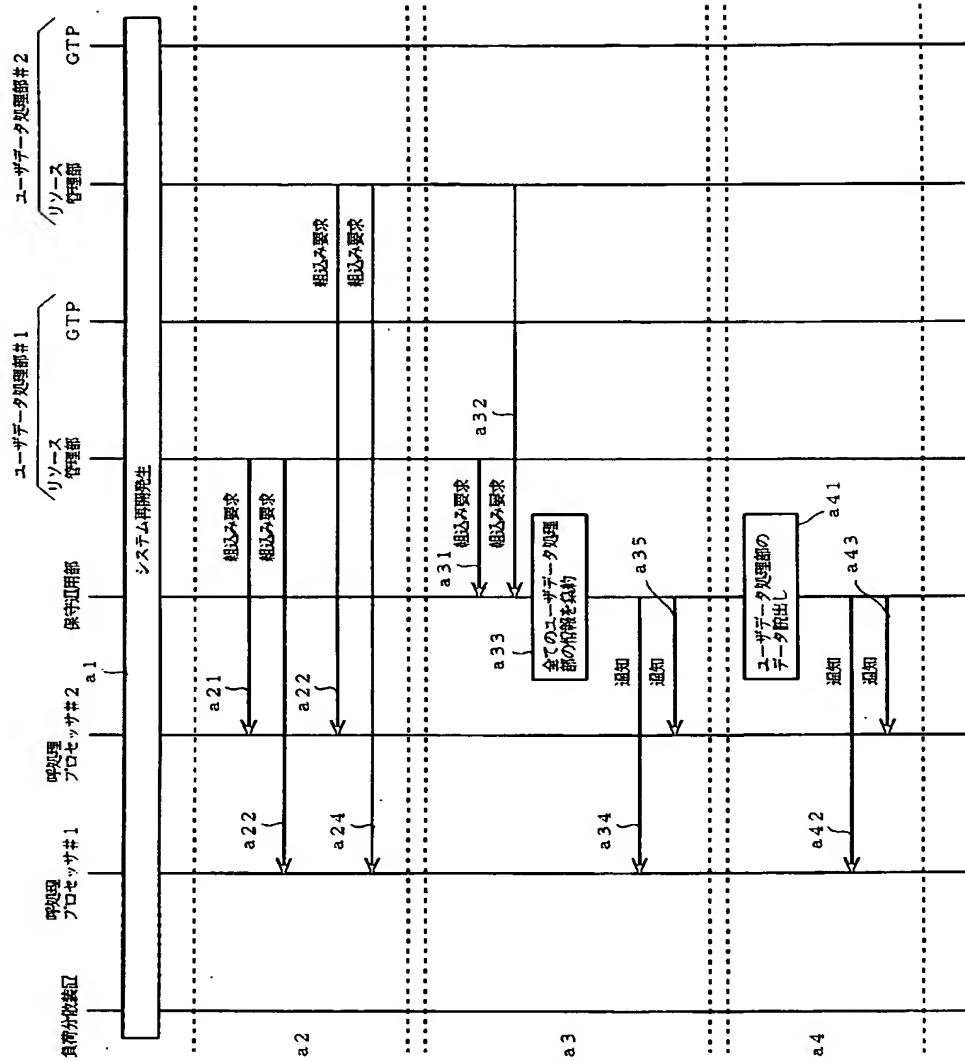 ユーザデータ処理部#1
ユーザデータ処理部#2
負荷分散装置
呼処理
プロセッサ#1
呼処理
プロセッサ#2
保守運用部
リソース
管理部
GTP
リソース
管理部
GTP
a1
システム再開発生
a2
a21
組込み要求
a22
組込み要求
a22
組込み要求
a24
組込み要求
a3
a31
組込み要求
a32
組込み要求
a33
全てのユーザデータ処理
部の情報を集約
a34
通知
a35
通知
a4
a41
ユーザデータ処理部の
データ読出し
a42
通知
a43
通知